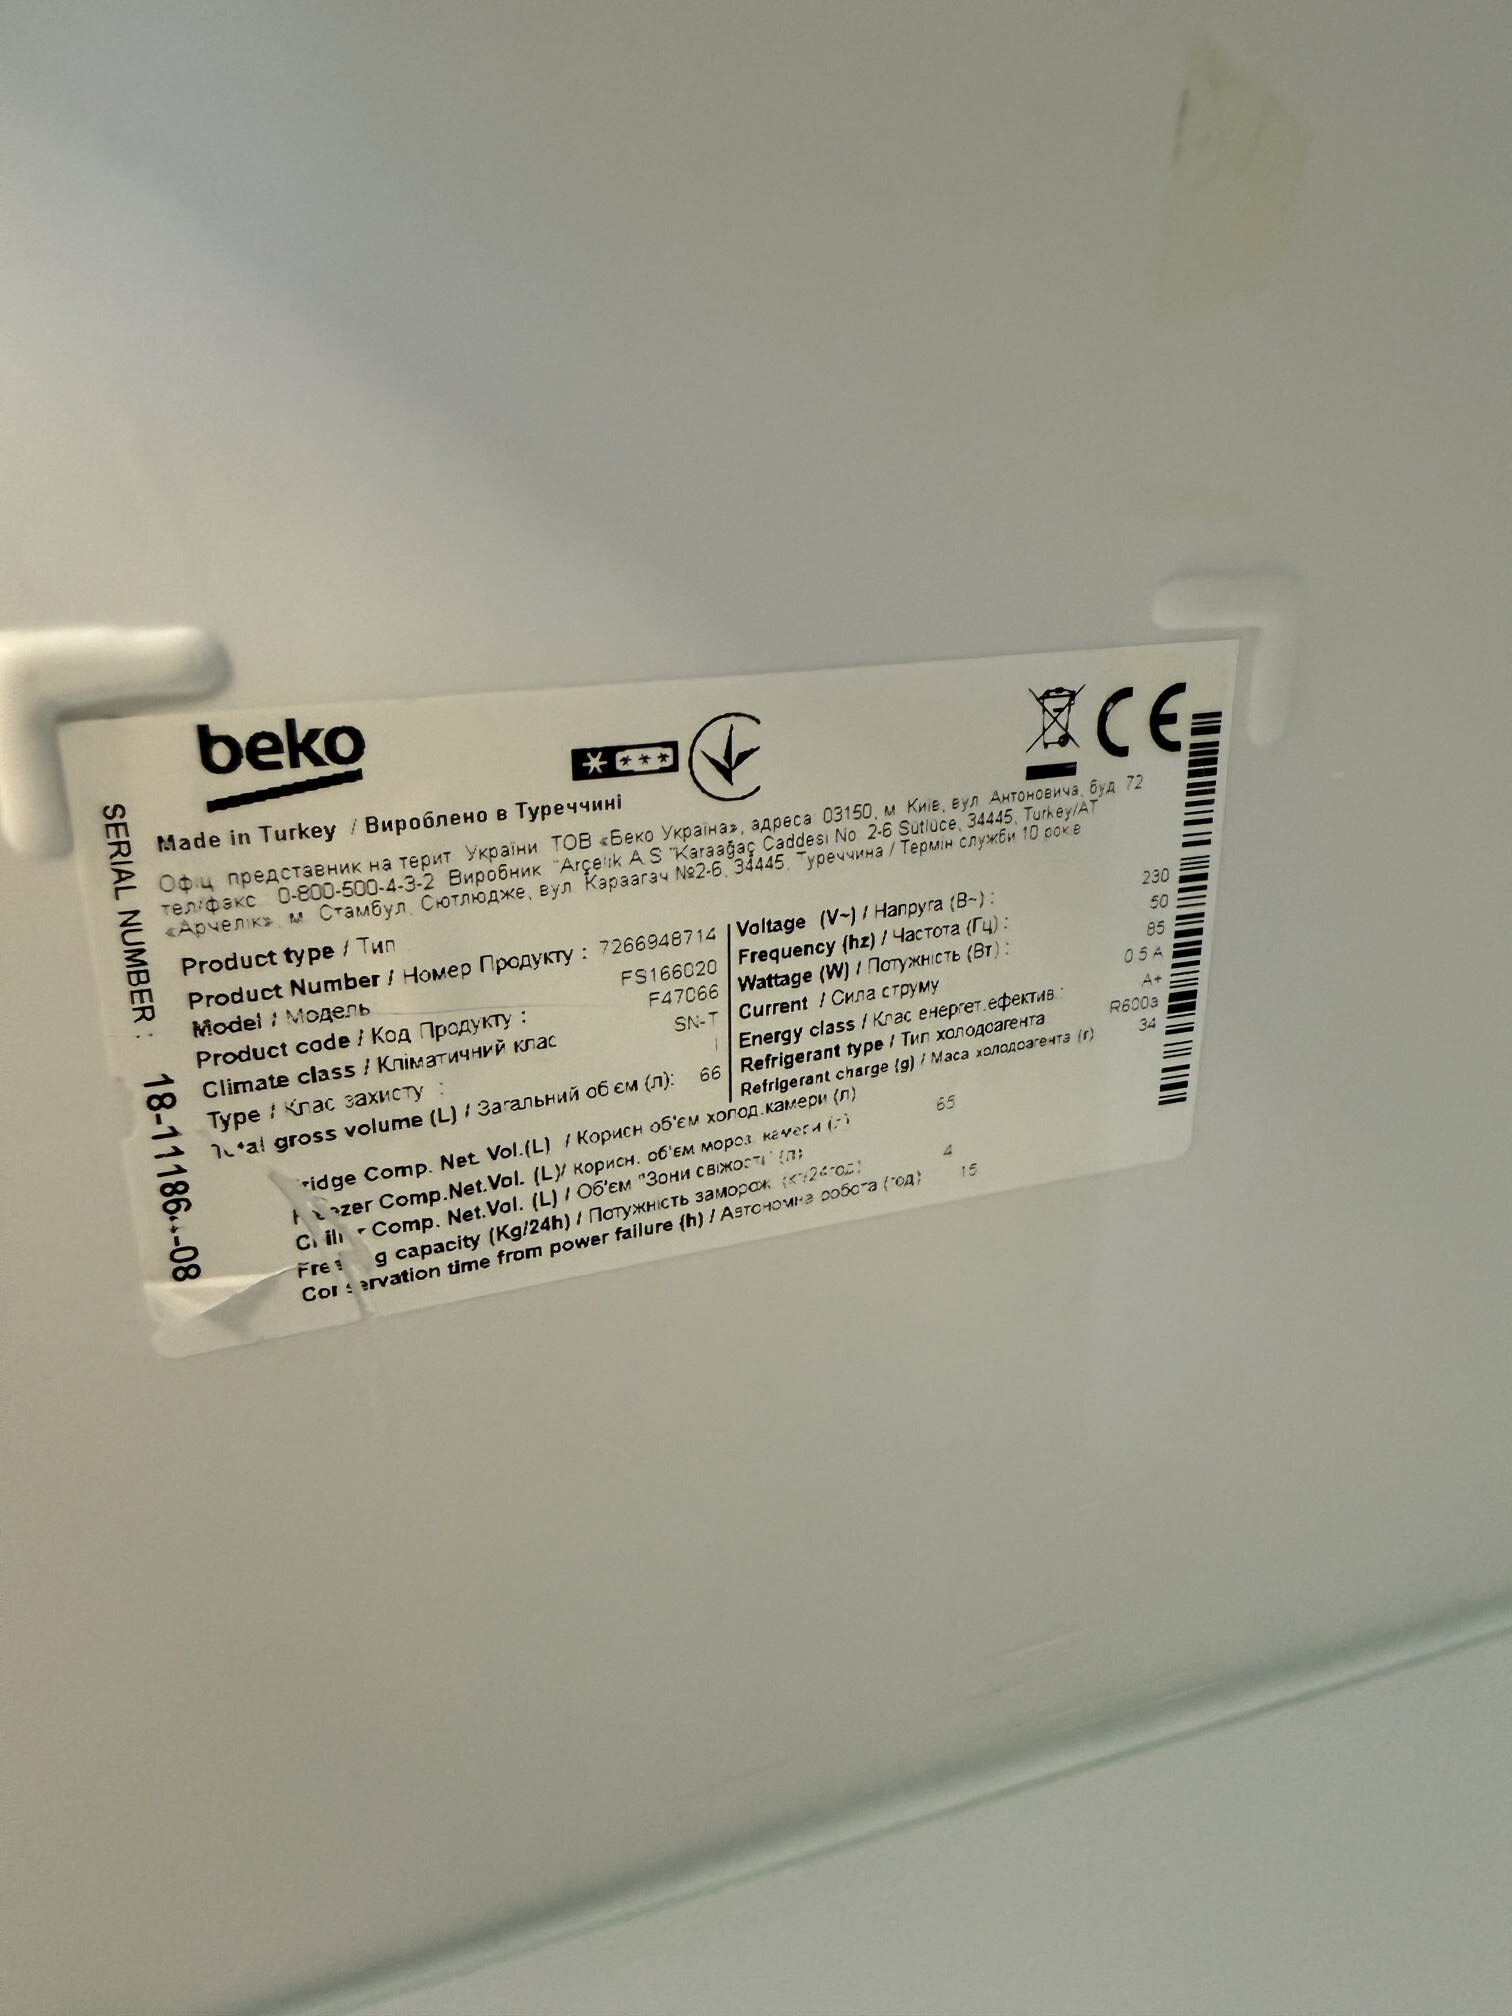 beko
Made in Turkey / Вироблено в Туреччині
Офіц представник на терит України ТОВ «Беко Україна», адреса 03150, м Київ, вул Антоновича, буд 72
тел/факс 0-800-500-4-3-2 Виробник "Arçelik A S "Karaağaç Caddesi No 2-6 Sütlüce, 34445, Turkey/АТ
«Арчелік», м Стамбул, Сютлюдже, вул Караагач №2-6, 34445, Туреччина / Термін служби 10 років
Product type / Тип
Product Number / Номер Продукту : 7266948714
Model / Модель FS166020
Product code / Код Продукту : F47066
Climate class / Кліматичний клас SN-T
Type / Клас захисту : I
Total gross volume (L) / Загальний об єм (л): 66
Voltage (V~) / Напруга (В~) : 230
Frequency (hz) / Частота (Гц) : 50
Wattage (W) / Потужність (Вт) : 85
Current / Сила струму 0 5 A
Energy class / Клас енергет.ефектив. A+
Refrigerant type / Тип холодоагента R600a
Refrigerant charge (g) / Маса холодоагента (г) 34
Comp. Net. Vol.(L) / Корисн об'єм холод.камери (л) 65
Comp.Net.Vol. (L)/ корисн. об'єм мороз. камери (л)
Comp. Net.Vol. (L) / Об'єм "Зони свіжості" (л)
capacity (Kg/24h) / Потужність заморож (кг/24год) 4
Conservation time from power failure (h) / Автономна робота (год) 15
SERIAL NUMBER :